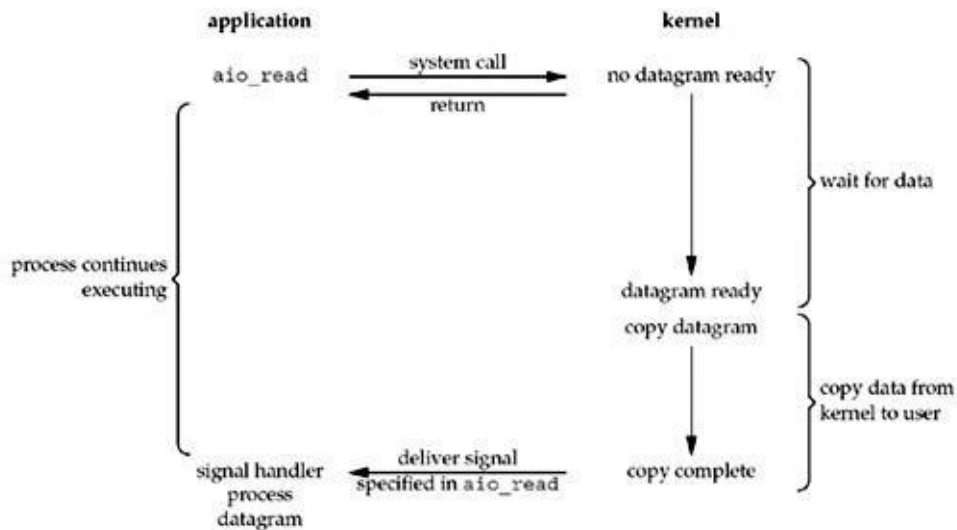 application kernel
aio_read system call no datagram ready
return
wait for data
process continues
executing
datagram ready
copy datagram
copy data from
kernel to user
signal handler deliver signal copy complete
process specified in aio_read
datagram